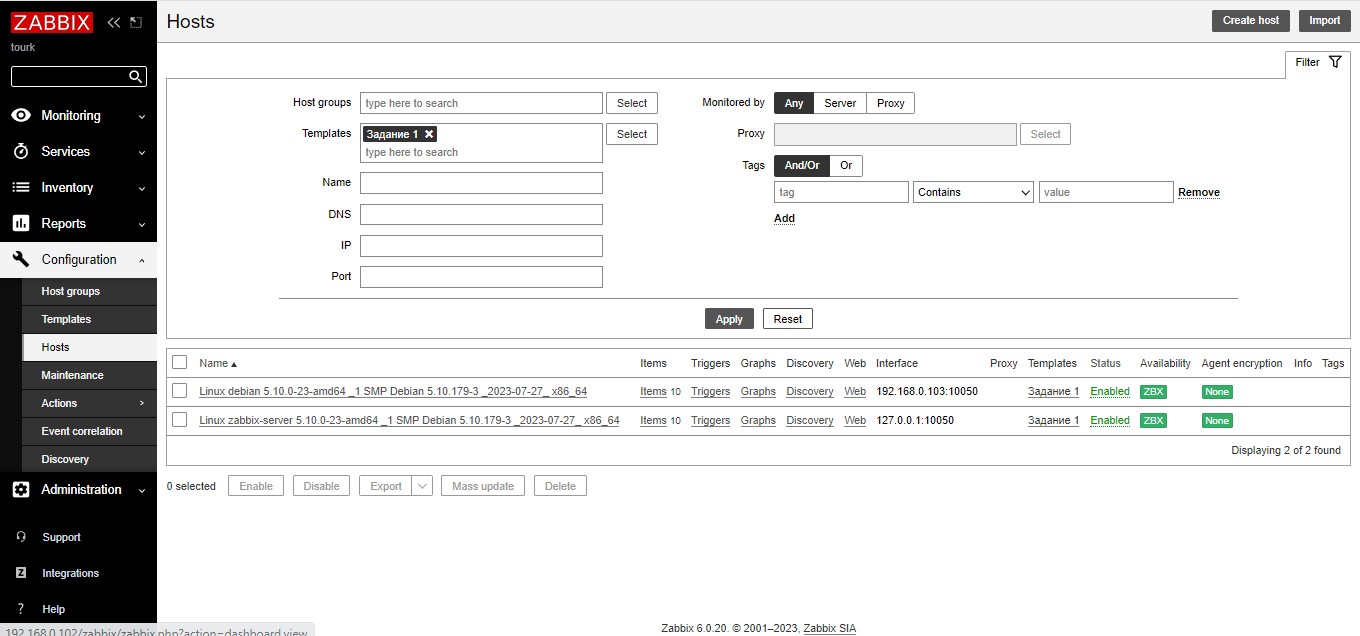 ZABBIX
tourk
Monitoring
Services
Inventory
Reports
Configuration
Host groups
Templates
Hosts
Maintenance
Actions
Event correlation
Discovery
Administration
Support
Integrations
Help
192.168.0.102/zabbix/zabbix.php?action=dashboard.view
Hosts
Create host Import
Filter
Host groups type here to search Select
Templates Задание 1 Select
type here to search
Name
DNS
IP
Port
Monitored by Any Server Proxy
Proxy Select
Tags And/Or Or
tag Contains value Remove
Add
Apply Reset
Name Items Triggers Graphs Discovery Web Interface Proxy Templates Status Availability Agent encryption Info Tags
Linux debian 5.10.0-23-amd64 _1 SMP Debian 5.10.179-3 _2023-07-27_ x86_64 Items 10 Triggers Graphs Discovery Web 192.168.0.103:10050 Задание 1 Enabled ZBX None
Linux zabbix-server 5.10.0-23-amd64 _1 SMP Debian 5.10.179-3 _2023-07-27_ x86_64 Items 10 Triggers Graphs Discovery Web 127.0.0.1:10050 Задание 1 Enabled ZBX None
Displaying 2 of 2 found
0 selected Enable Disable Export Mass update Delete
Zabbix 6.0.20. © 2001–2023, Zabbix SIA